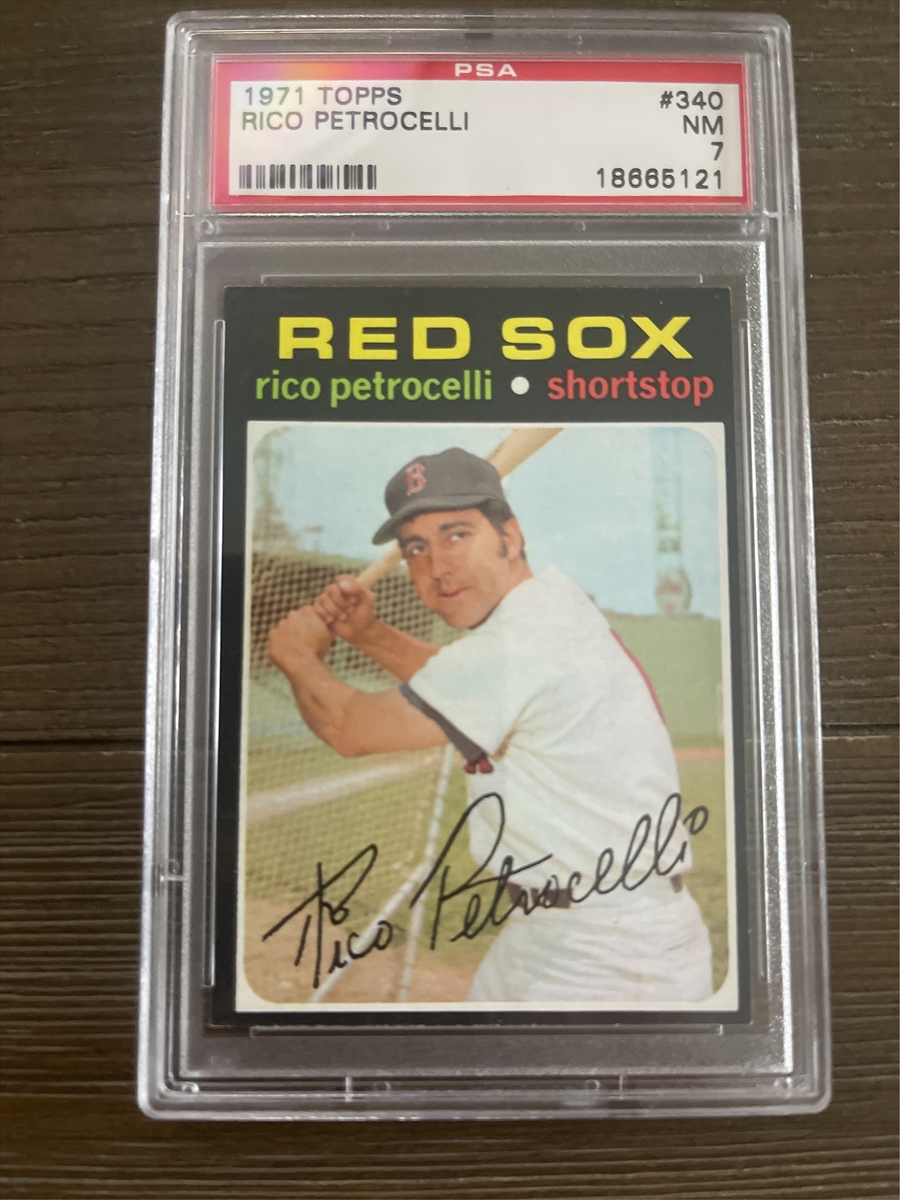 PSA
1971 TOPPS #340
RICO PETROCELLI NM
7
18665121
RED SOX
rico petrocelli • shortstop
B
Rico Petrocelli